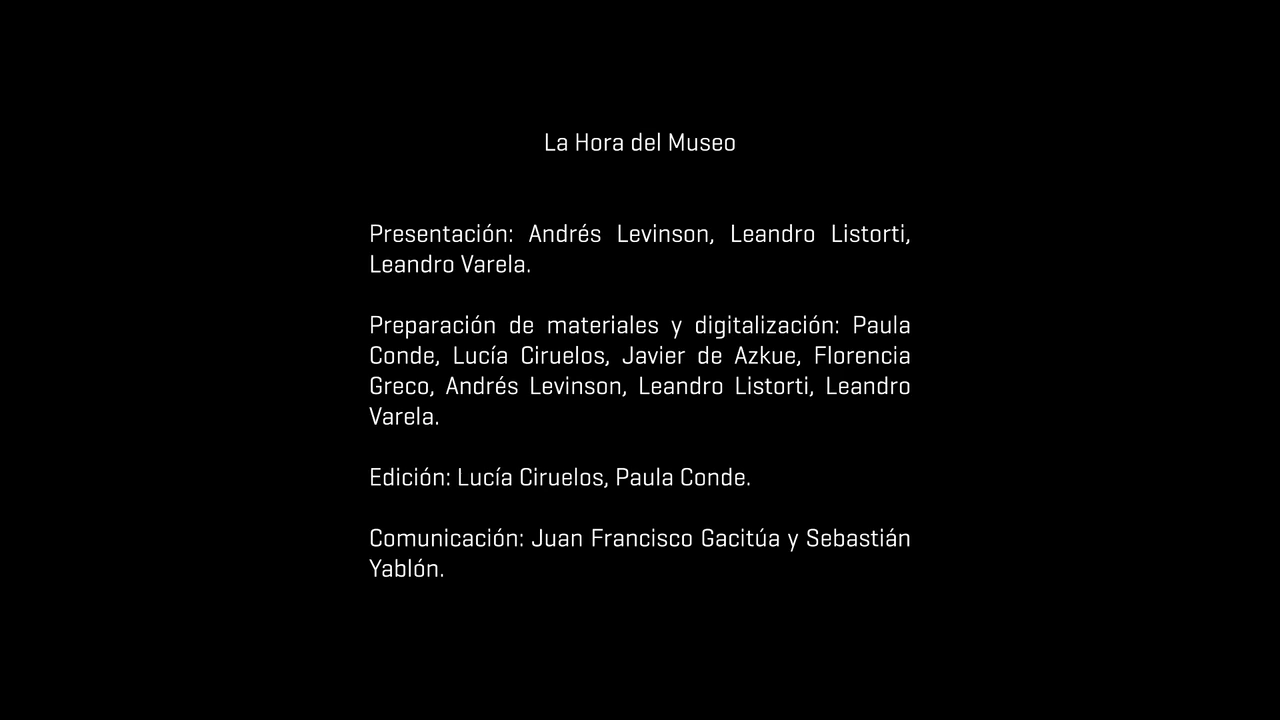 La Hora del Museo
Presentación: Andrés Levinson, Leandro Listorti,
Leandro Varela.
Preparación de materiales y digitalización: Paula
Conde, Lucía Ciruelos, Javier de Azkue, Florencia
Greco, Andrés Levinson, Leandro Listorti, Leandro
Varela.
Edición: Lucía Ciruelos, Paula Conde.
Comunicación: Juan Francisco Gacitúa y Sebastián
Yablón.